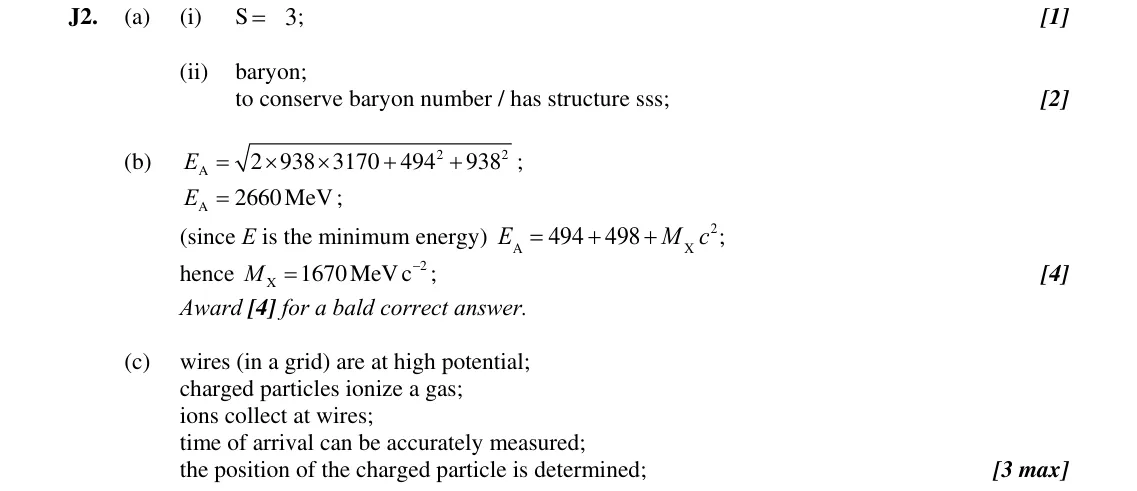 J2. (a) (i) S = 3; [1]
(ii) baryon;
to conserve baryon number / has structure sss; [2]
(b) E_A = √(2×938×3170+494²+938²) ;
E_A = 2660 MeV ;
(since E is the minimum energy) E_A = 494 + 498 + M_X c²;
hence M_X = 1670 MeV c⁻² ; [4]
Award [4] for a bald correct answer.
(c) wires (in a grid) are at high potential;
charged particles ionize a gas;
ions collect at wires;
time of arrival can be accurately measured;
the position of the charged particle is determined; [3 max]